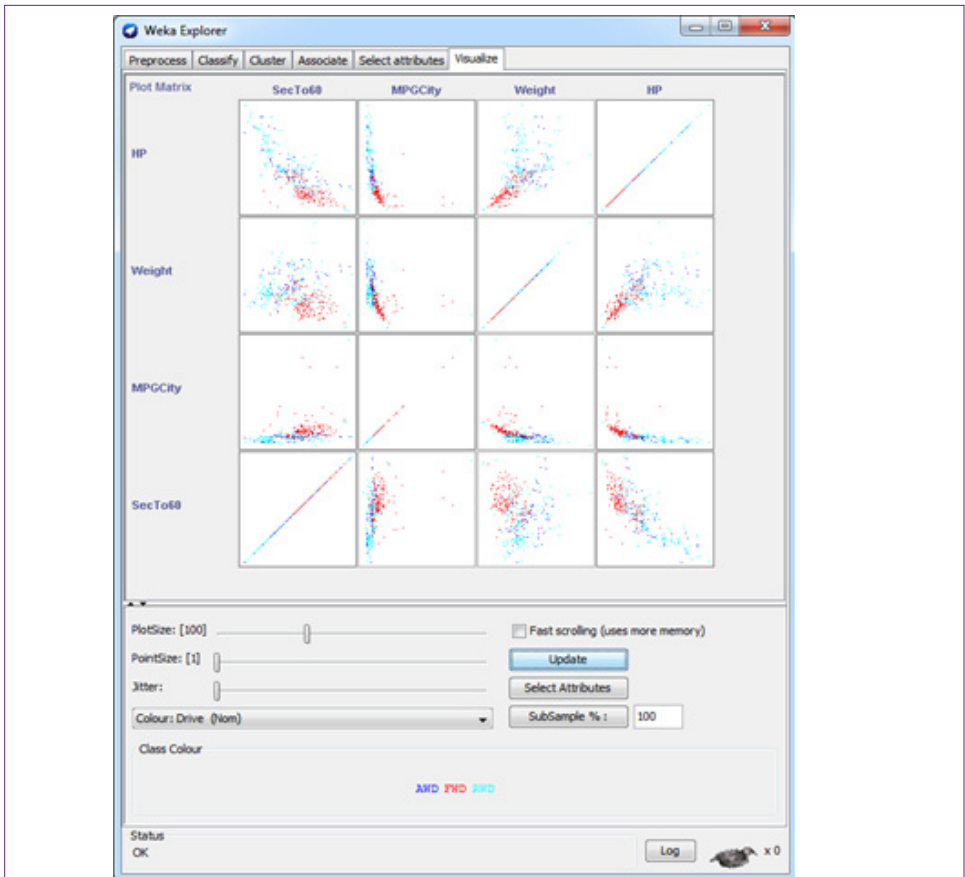 Weka Explorer
Preprocess Classify Cluster Associate Select attributes Visualize
Plot Matrix SecTo60 MPGCity Weight HP
HP
Weight
MPGCity
SecTo60
PlotSize: [100] Fast scrolling (uses more memory)
PointSize: [1] Update
Jitter: Select Attributes
Colour: Drive (Nom) SubSample % : 100
Class Colour
AWD FWD RWD
Status
OK Log x 0